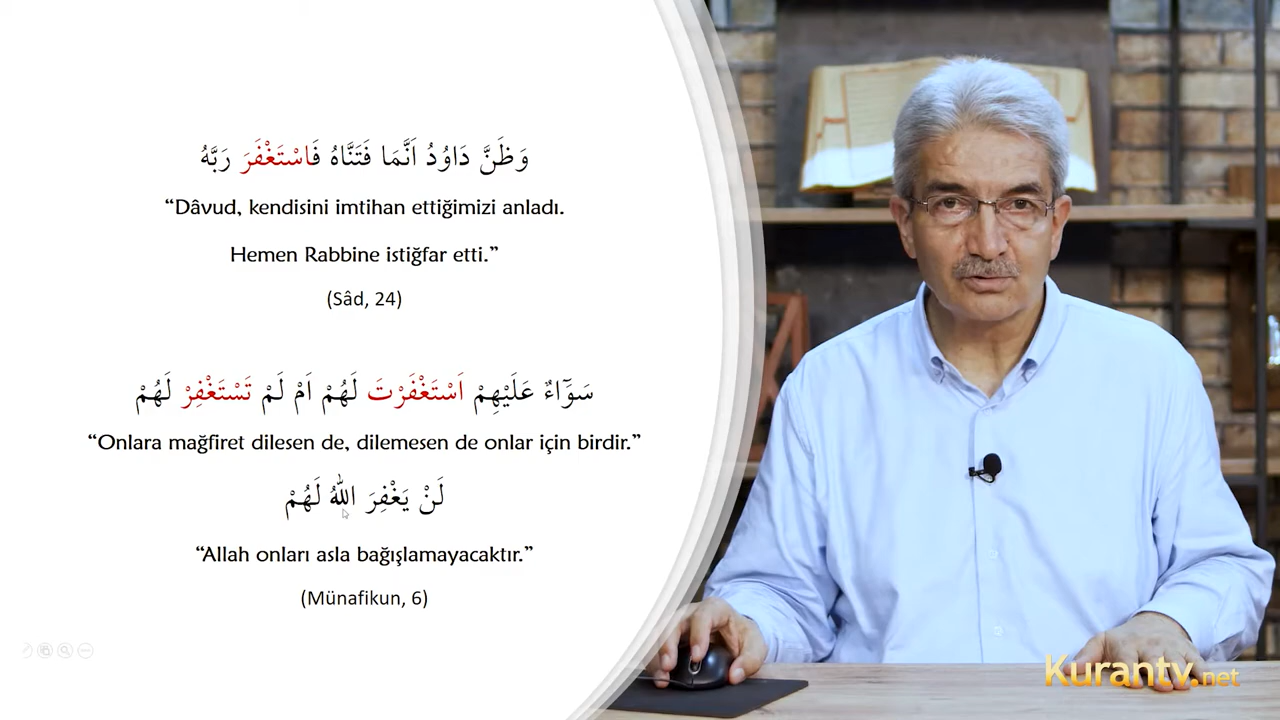 وَظَنَّ دَاوُدُ اَنَّمَا فَتَنَّاهُ فَاسْتَغْفَرَ رَبَّهُ
“Dâvud, kendisini imtihan ettiğimizi anladı.
Hemen Rabbine istiğfar etti.”
(Sâd, 24)
سَوَٓاءٌ عَلَيْهِمْ اَسْتَغْفَرْتَ لَهُمْ اَمْ لَمْ تَسْتَغْفِرْ لَهُمْ
“Onlara mağfiret dilesen de, dilemesen de onlar için birdir.”
لَنْ يَغْفِرَ اللّٰهُ لَهُمْ
“Allah onları asla bağışlamayacaktır.”
(Münafikun, 6)
Kurantv.net